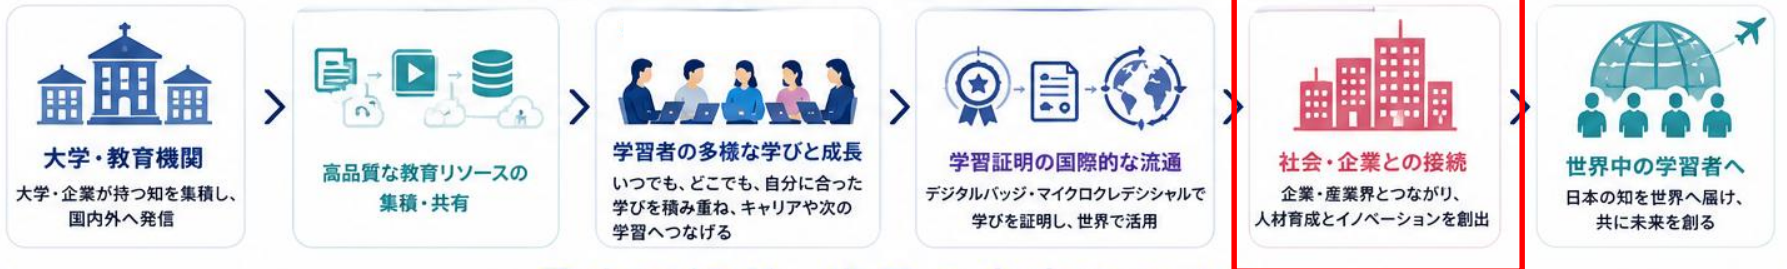 大学・教育機関
大学・企業が持つ知を集積し、
国内外へ発信
高品質な教育リソースの
集積・共有
学習者の多様な学びと成長
いつでも、どこでも、自分に合った
学びを積み重ね、キャリアや次の
学習へつなげる
学習証明の国際的な流通
デジタルバッジ・マイクロクレデンシャルで
学びを証明し、世界で活用
社会・企業との接続
企業・産業界とつながり、
人材育成とイノベーションを創出
世界中の学習者へ
日本の知を世界へ届け、
共に未来を創る